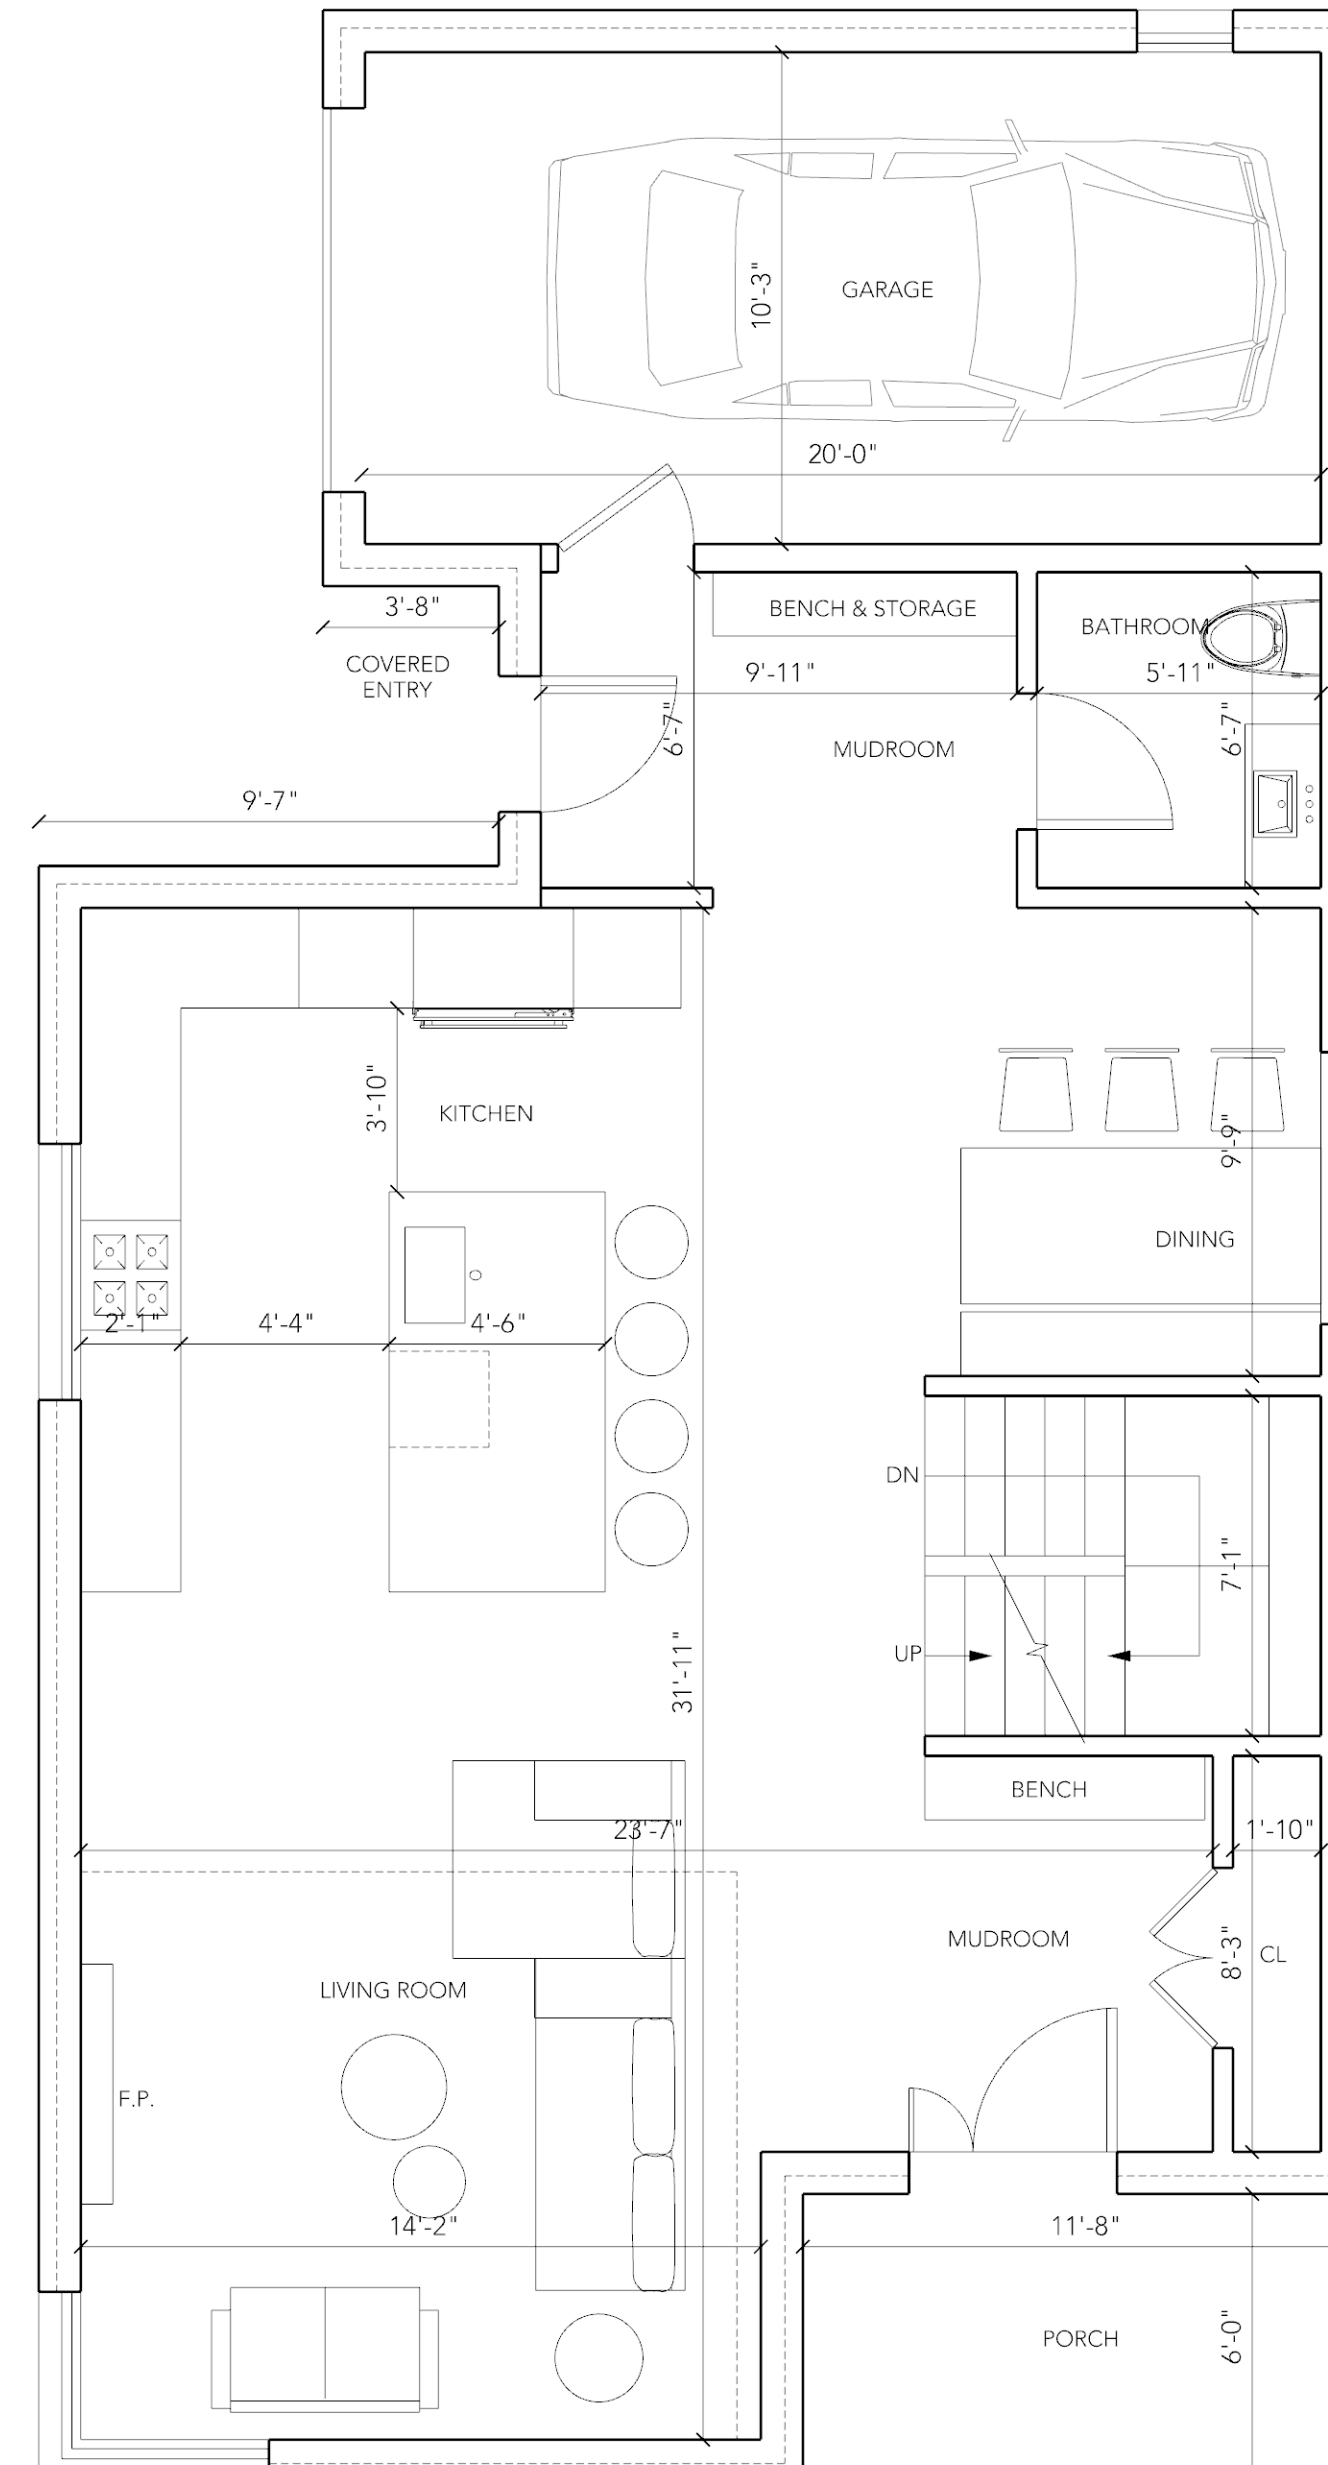 10'-3"
GARAGE
20'-0"
3'-8"
BENCH & STORAGE
BATHROOM
COVERED
ENTRY
9'-11"
5'-11"
6'-7"
6'-7"
MUDROOM
9'-7"
3'-10"
KITCHEN
9'-9"
DINING
2'-1"
4'-4"
4'-6"
DN
7'-1"
UP
31'-11"
BENCH
23'-7"
1'-10"
MUDROOM
8'-3"
CL
LIVING ROOM
F.P.
14'-2"
11'-8"
PORCH
6'-0"